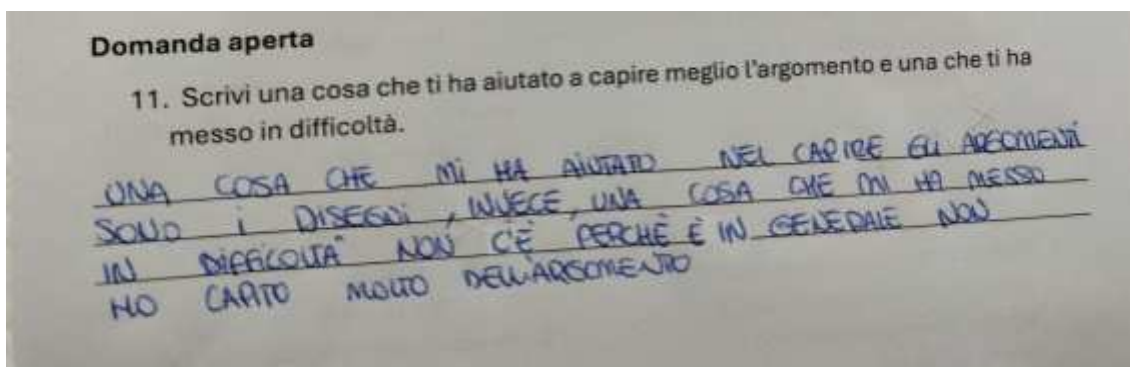 Domanda aperta
11. Scrivi una cosa che ti ha aiutato a capire meglio l'argomento e una che ti ha
messo in difficoltà.
UNA COSA CHE MI HA AIUTATO NEL CAPIRE GLI ARGOMENTI
SONO I DISEGNI, INVECE, UNA COSA CHE MI HA MESSO
IN DIFFICOLTA' NON C'È PERCHÈ È IN GENERALE NON
HO CAPITO MOLTO DELL'ARGOMENTO